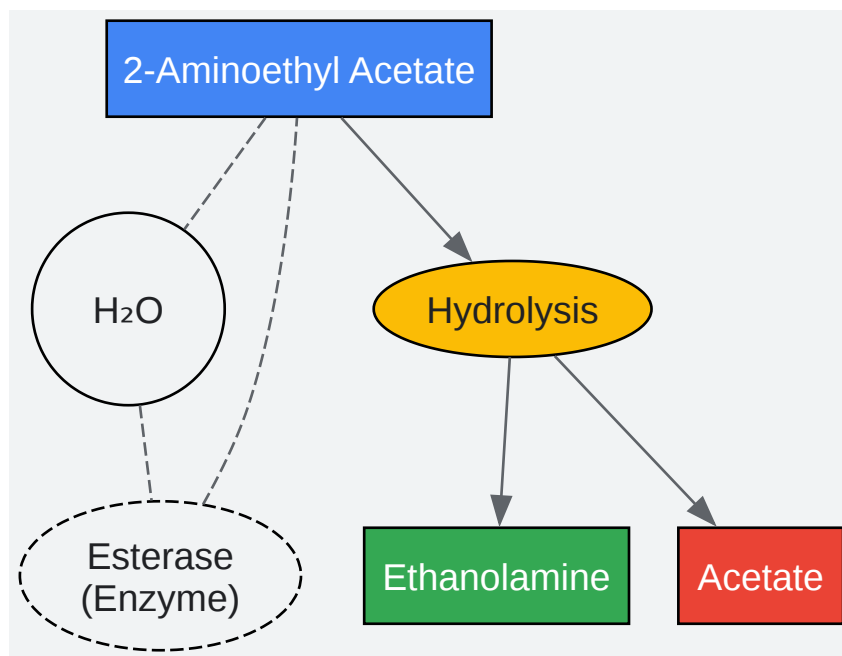 2-Aminoethyl Acetate
H₂O
Hydrolysis
Esterase
(Enzyme)
Ethanolamine
Acetate